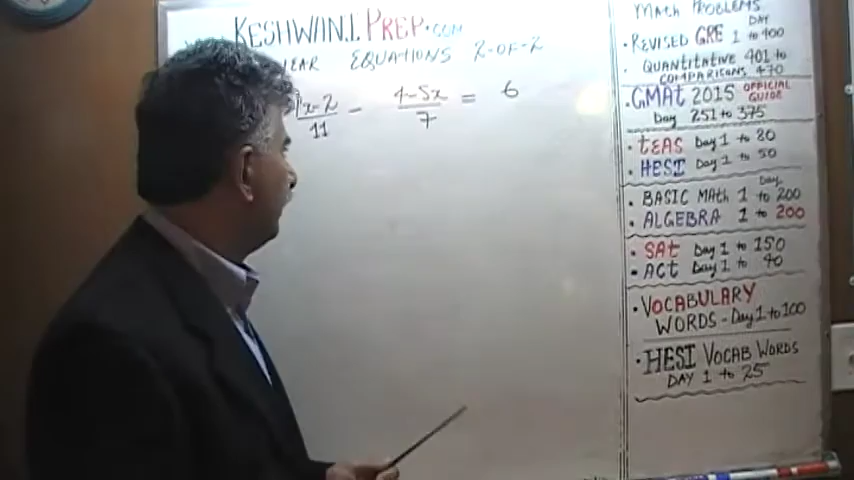 KESHWANI.PREP.COM
EQUATIONS 2-OF-2
x-2 / 11 - 4-5x / 7 = 6
MATH PROBLEMS
DAY
• REVISED GRE 1 to 400
• QUANTITATIVE 401 to
COMPARISONS 470
• GMAT 2015 OFFICIAL GUIDE
Day 251 to 375
• TEAS Day 1 to 20
• HESI Day 1 to 50
Day
• BASIC MATH 1 to 200
• ALGEBRA 1 to 200
• SAT Day 1 to 150
• ACT Day 1 to 40
• VOCABULARY
WORDS - Day 1 to 100
• HESI VOCAB WORDS
DAY 1 to 25